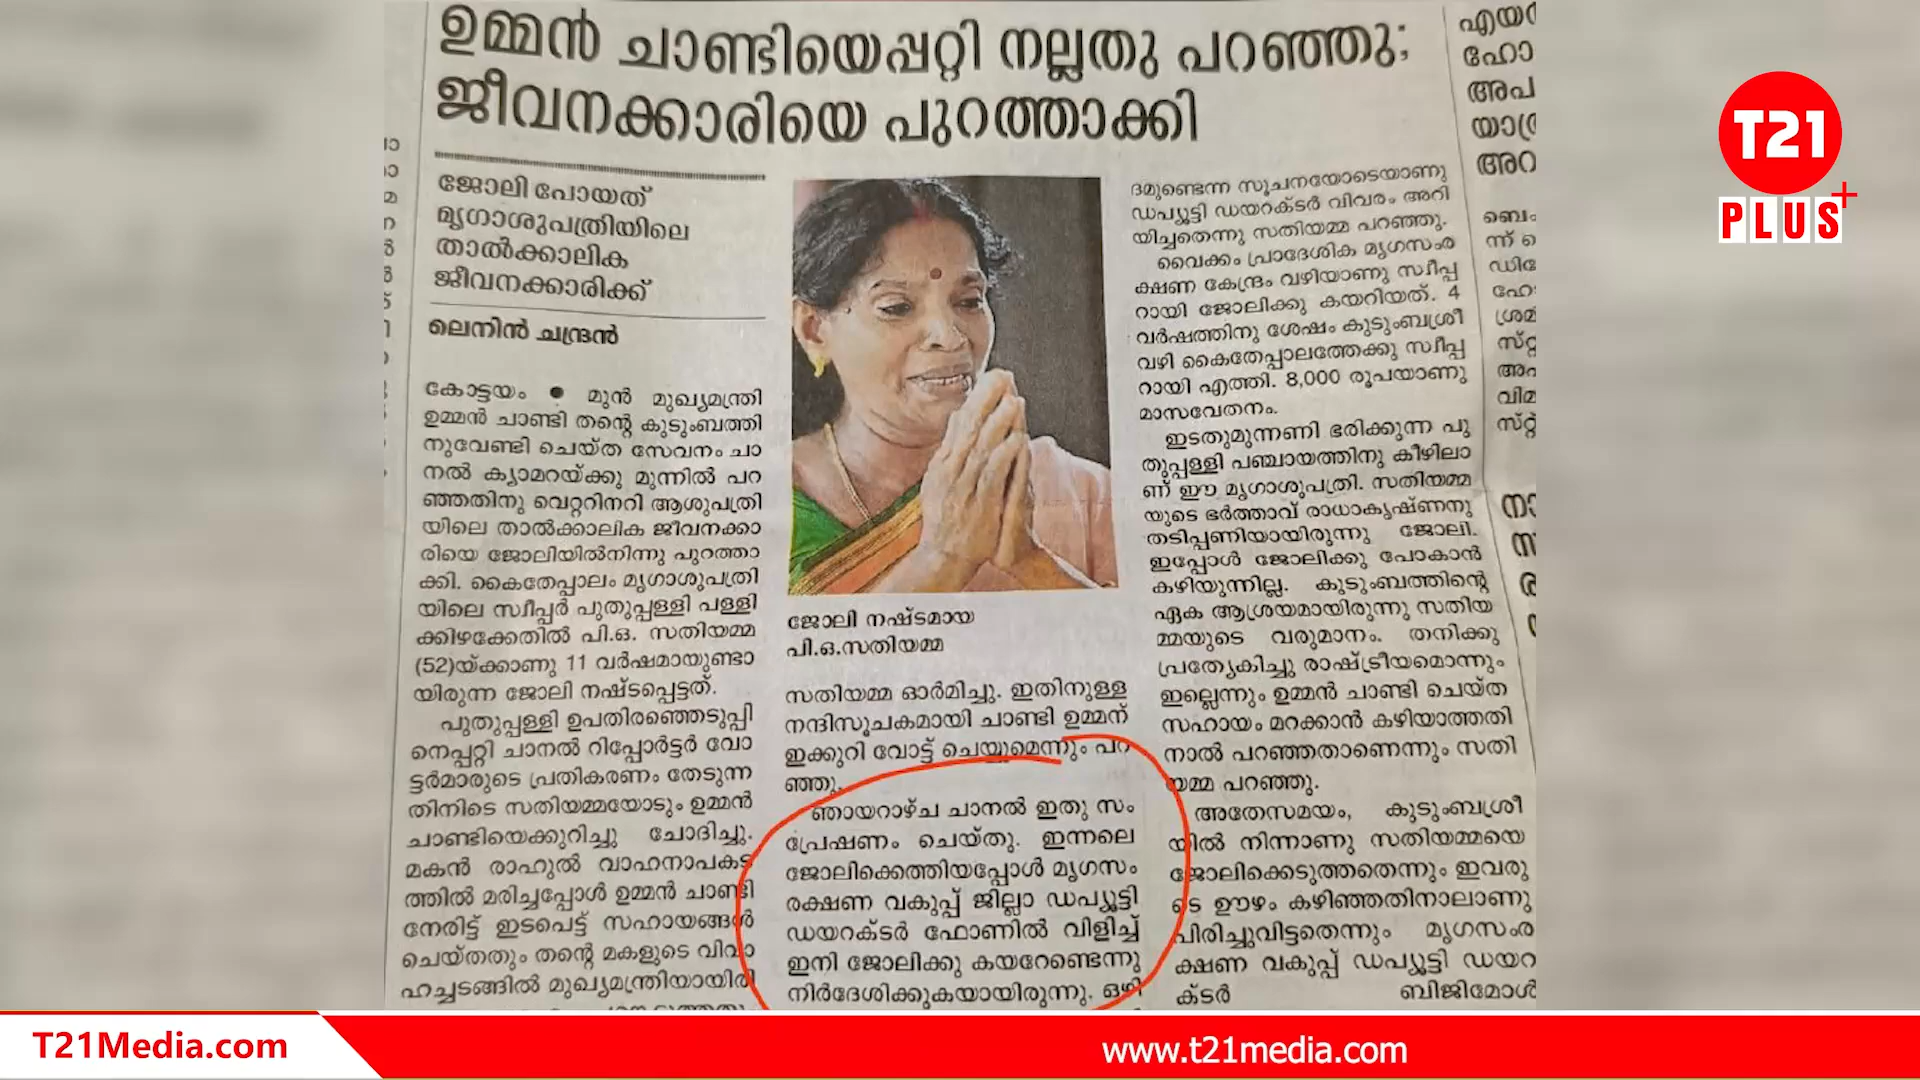 ഉമ്മൻ ചാണ്ടിയെപ്പറ്റി നല്ലതു പറഞ്ഞു;
ജീവനക്കാരിയെ പുറത്താക്കി
ജോലി പോയത്
മൃഗാശുപത്രിയിലെ
താൽക്കാലിക
ജീവനക്കാരിക്ക്
ലെനിൻ ചന്ദ്രൻ
കോട്ടയം ● മുൻ മുഖ്യമന്ത്രി
ഉമ്മൻ ചാണ്ടി തന്റെ കുടുംബത്തി
നുവേണ്ടി ചെയ്ത സേവനം ചാ
നൽ ക്യാമറയ്ക്കു മുന്നിൽ പറ
ഞ്ഞതിനു വെറ്ററിനറി ആശുപത്രി
യിലെ താൽക്കാലിക ജീവനക്കാ
രിയെ ജോലിയിൽനിന്നു പുറത്താ
ക്കി. കൈതേപ്പാലം മൃഗാശുപത്രി
യിലെ സ്വീപ്പർ പുതുപ്പള്ളി പള്ളി
ക്കിഴക്കേതിൽ പി.ഒ. സതിയമ്മ
(52)യ്ക്കാണു 11 വർഷമായുണ്ടാ
യിരുന്ന ജോലി നഷ്ടപ്പെട്ടത്.
പുതുപ്പള്ളി ഉപതിരഞ്ഞെടുപ്പി
നെപ്പറ്റി ചാനൽ റിപ്പോർട്ടർ വോ
ട്ടർമാരുടെ പ്രതികരണം തേടുന്ന
തിനിടെ സതിയമ്മയോടും ഉമ്മൻ
ചാണ്ടിയെക്കുറിച്ചു ചോദിച്ചു.
മകൻ രാഹുൽ വാഹനാപകട
ത്തിൽ മരിച്ചപ്പോൾ ഉമ്മൻ ചാണ്ടി
നേരിട്ട് ഇടപെട്ട് സഹായങ്ങൾ
ചെയ്തതും തന്റെ മകളുടെ വിവാ
ഹച്ചടങ്ങിൽ മുഖ്യമന്ത്രിയായിരി
ജോലി നഷ്ടമായ
പി.ഒ.സതിയമ്മ
സതിയമ്മ ഓർമിച്ചു. ഇതിനുള്ള
നന്ദിസൂചകമായി ചാണ്ടി ഉമ്മന്
ഇക്കുറി വോട്ട് ചെയ്യുമെന്നും പറ
ഞ്ഞു.
ഞായറാഴ്ച ചാനൽ ഇതു സം
പ്രേഷണം ചെയ്തു. ഇന്നലെ
ജോലിക്കെത്തിയപ്പോൾ മൃഗസം
രക്ഷണ വകുപ്പ് ജില്ലാ ഡപ്യൂട്ടി
ഡയറക്ടർ ഫോണിൽ വിളിച്ച്
ഇനി ജോലിക്കു കയറേണ്ടെന്നു
നിർദേശിക്കുകയായിരുന്നു. ഒഴി
ദമുണ്ടെന്ന സൂചനയോടെയാണു
ഡപ്യൂട്ടി ഡയറക്ടർ വിവരം അറി
യിച്ചതെന്നു സതിയമ്മ പറഞ്ഞു.
വൈക്കം പ്രാദേശിക മൃഗസംര
ക്ഷണ കേന്ദ്രം വഴിയാണു സ്വീപ്പ
റായി ജോലിക്കു കയറിയത്. 4
വർഷത്തിനു ശേഷം കുടുംബശ്രീ
വഴി കൈതേപ്പാലത്തേക്കു സ്വീപ്പ
റായി എത്തി. 8,000 രൂപയാണു
മാസവേതനം.
ഇടതുമുന്നണി ഭരിക്കുന്ന പു
തുപ്പള്ളി പഞ്ചായത്തിനു കീഴിലാ
ണ് ഈ മൃഗാശുപത്രി. സതിയമ്മ
യുടെ ഭർത്താവ് രാധാകൃഷ്ണനു
തടിപ്പണിയായിരുന്നു ജോലി.
ഇപ്പോൾ ജോലിക്കു പോകാൻ
കഴിയുന്നില്ല. കുടുംബത്തിന്റെ
ഏക ആശ്രയമായിരുന്നു സതിയ
മ്മയുടെ വരുമാനം. തനിക്കു
പ്രത്യേകിച്ചു രാഷ്ട്രീയമൊന്നും
ഇല്ലെന്നും ഉമ്മൻ ചാണ്ടി ചെയ്ത
സഹായം മറക്കാൻ കഴിയാത്തതി
നാൽ പറഞ്ഞതാണെന്നും സതി
യമ്മ പറഞ്ഞു.
അതേസമയം, കുടുംബശ്രീ
യിൽ നിന്നാണു സതിയമ്മയെ
ജോലിക്കെടുത്തതെന്നും ഇവരു
ടെ ഊഴം കഴിഞ്ഞതിനാലാണു
പിരിച്ചുവിട്ടതെന്നും മൃഗസംര
ക്ഷണ വകുപ്പ് ഡപ്യൂട്ടി ഡയറ
ക്ടർ ബിജിമോൾ
T21
PLUS+
T21Media.com
www.t21media.com